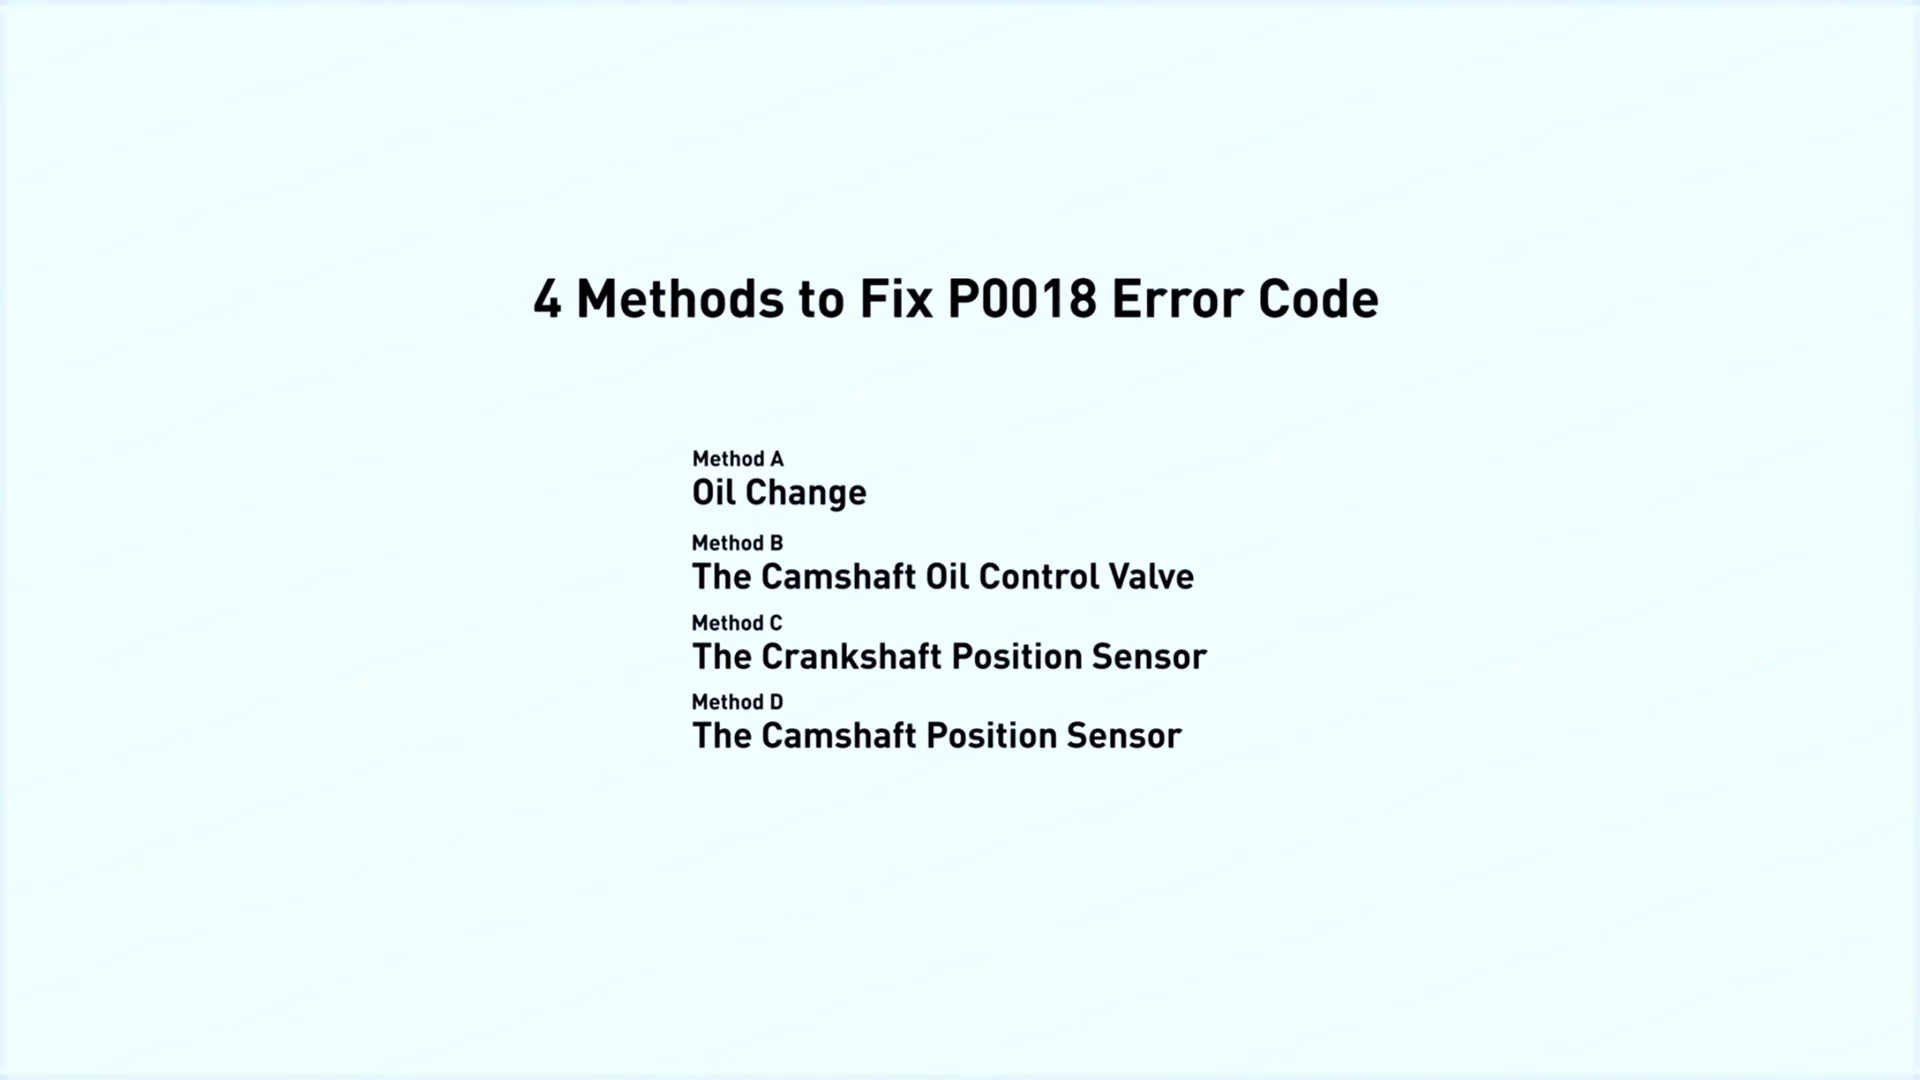 4 Methods to Fix P0018 Error Code
Method A
Oil Change
Method B
The Camshaft Oil Control Valve
Method C
The Crankshaft Position Sensor
Method D
The Camshaft Position Sensor